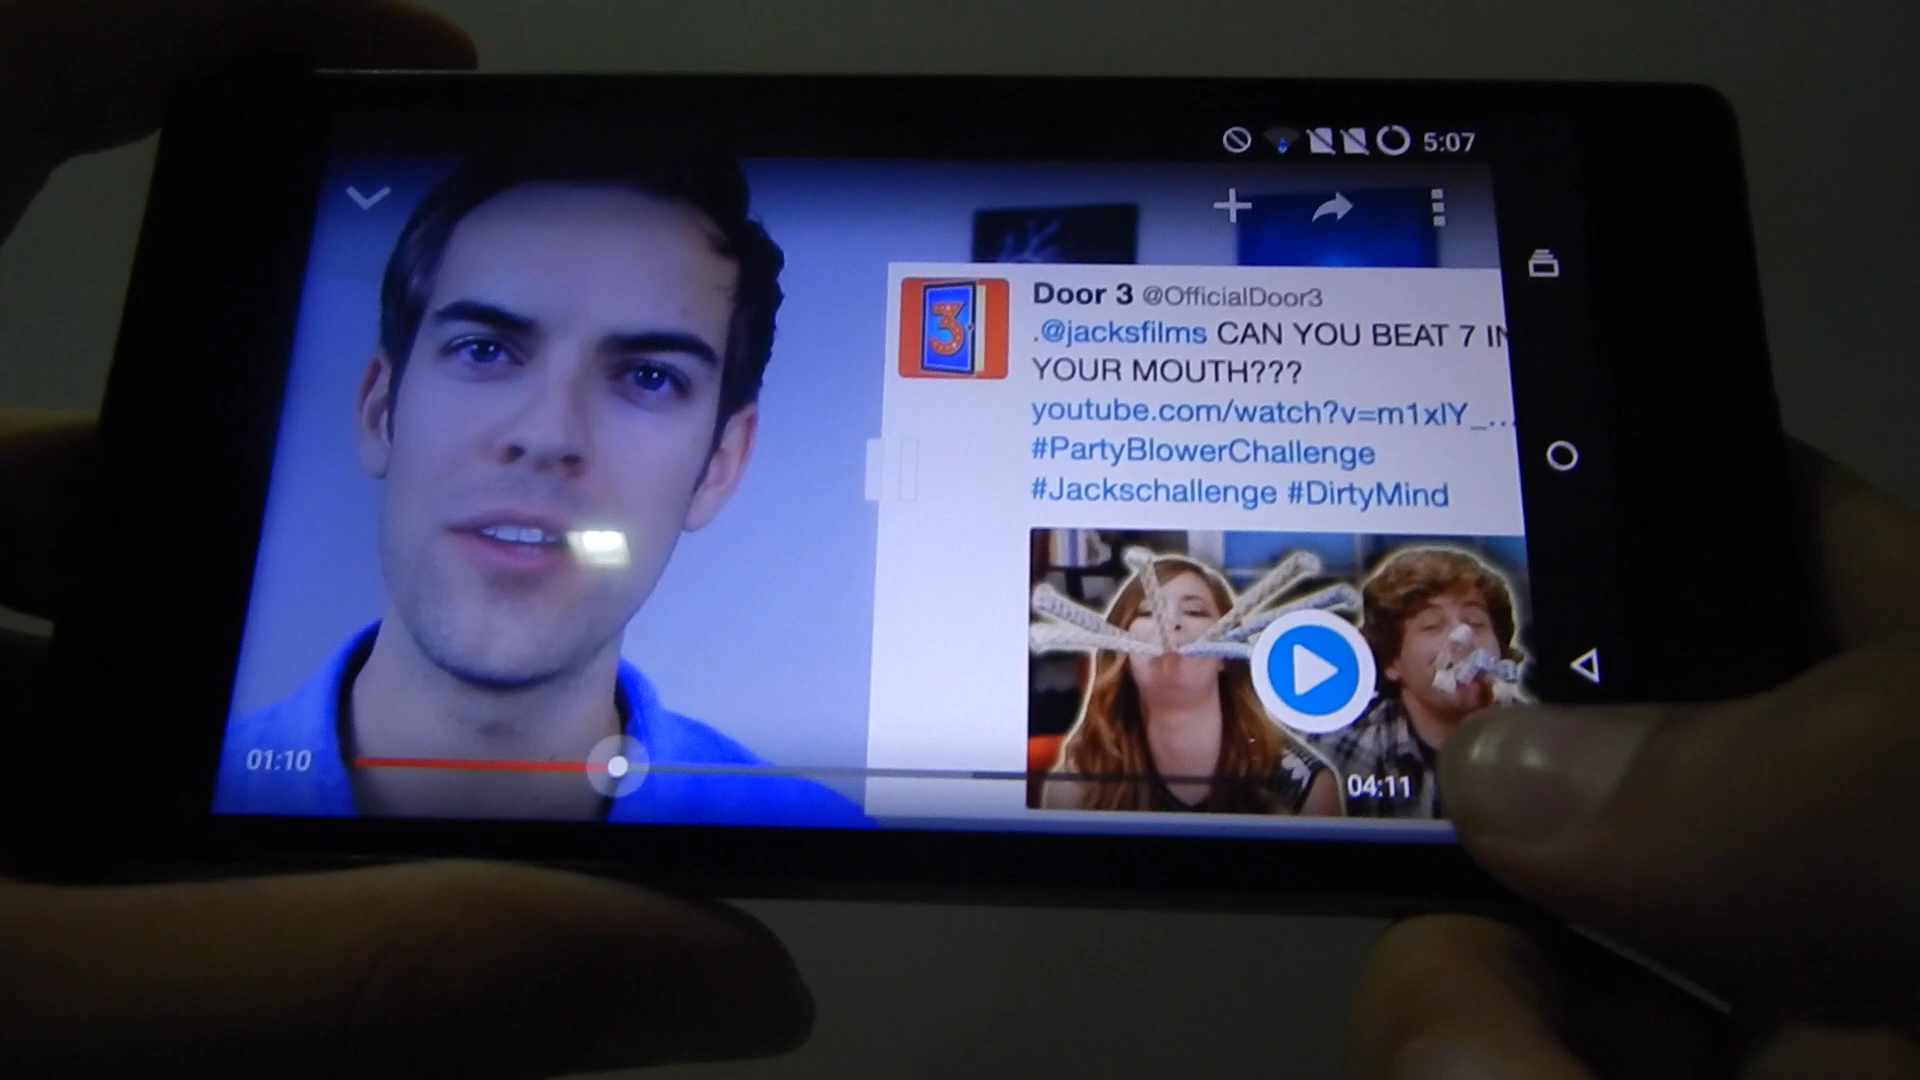 5:07
3
Door 3 @OfficialDoor3
.@jacksfilms CAN YOU BEAT 7 IN
YOUR MOUTH???
youtube.com/watch?v=m1xlY_...
#PartyBlowerChallenge
#Jackschallenge #DirtyMind
01:10
04:11